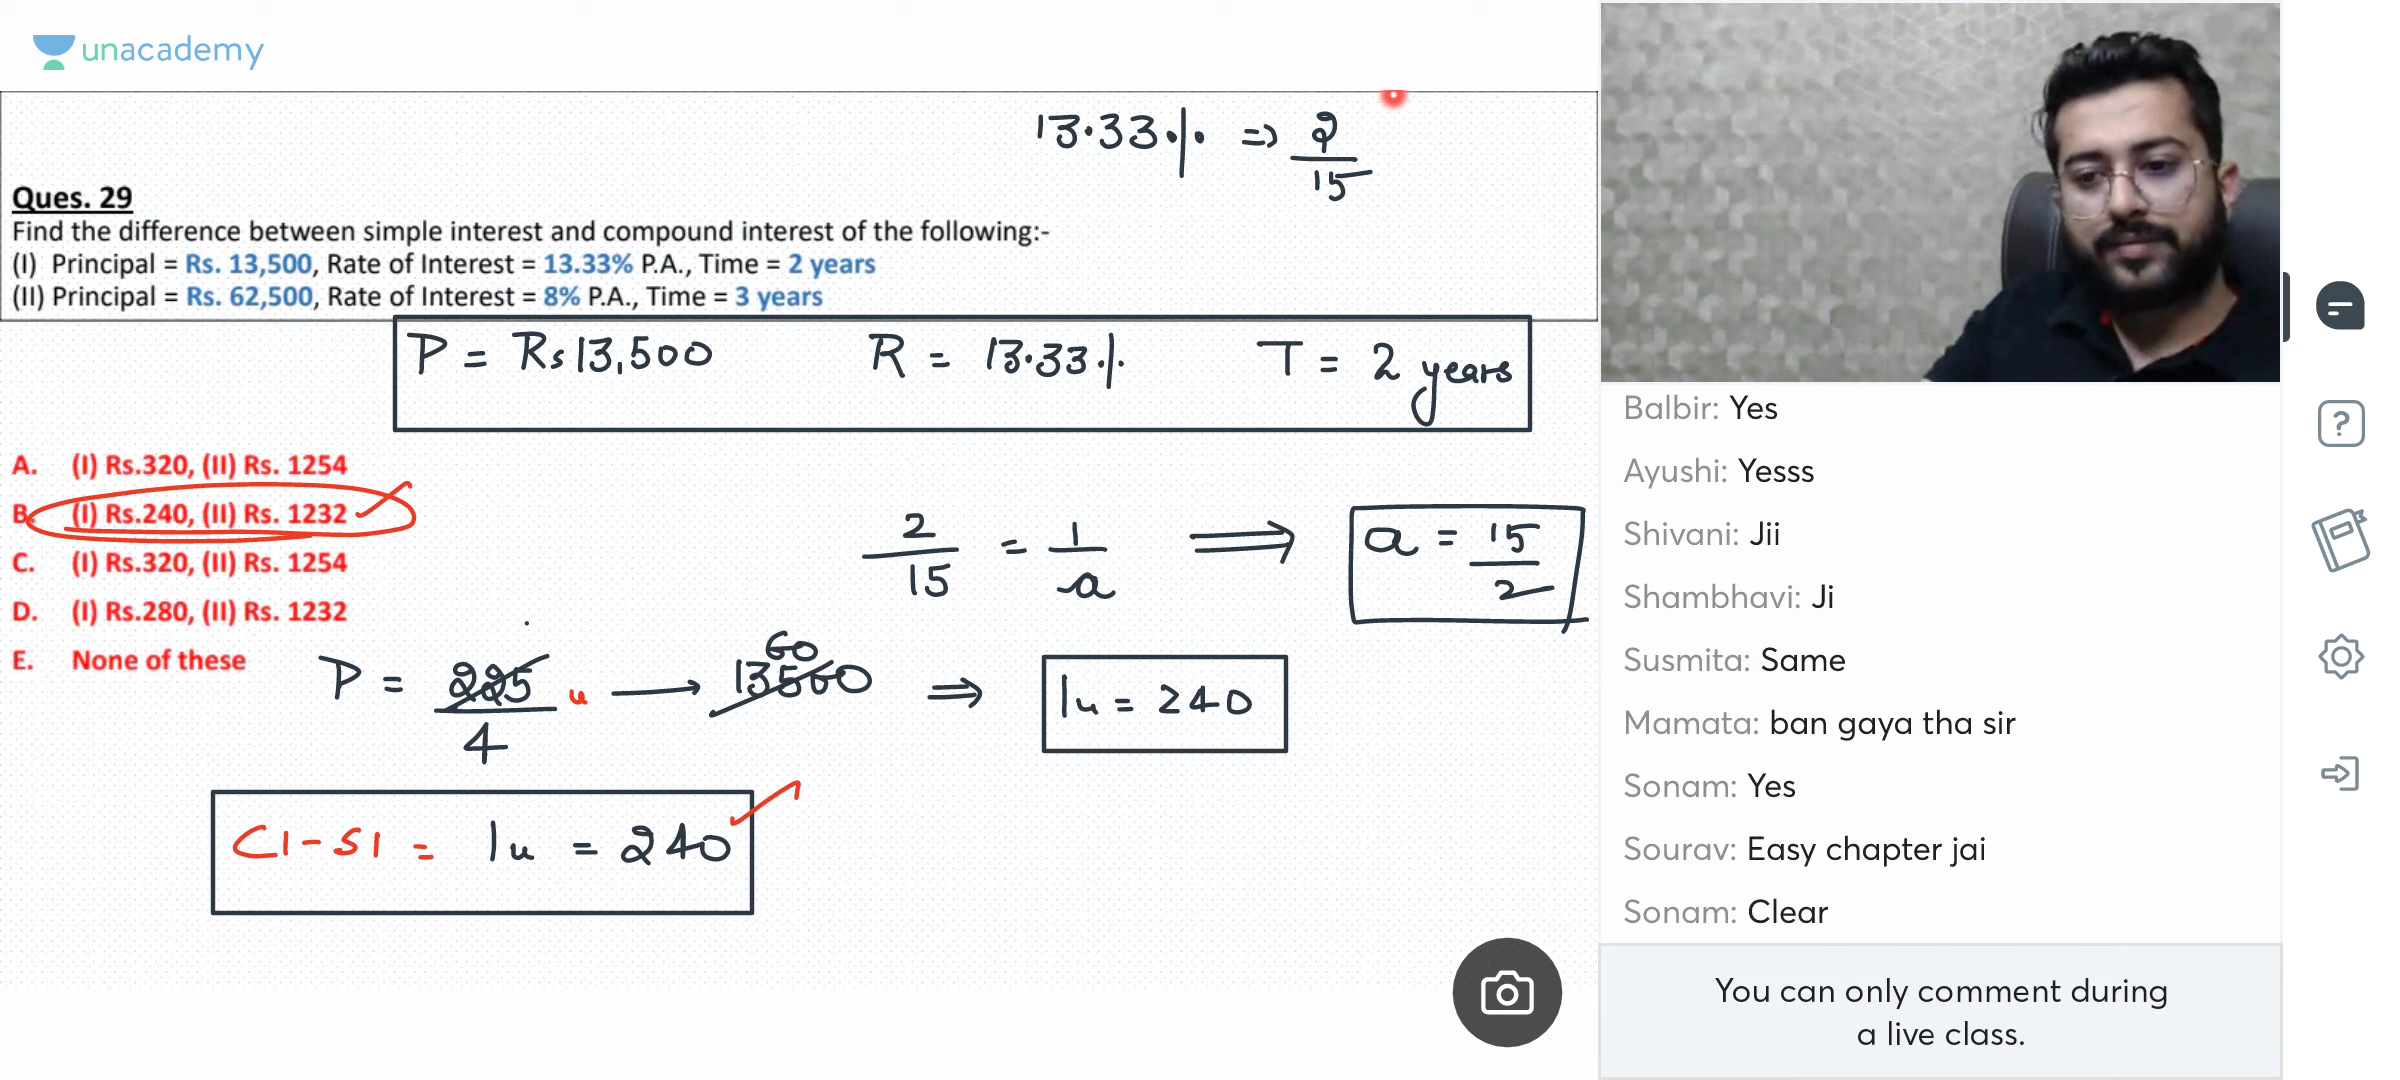 unacademy
13.33% => 2/15
Ques. 29
Find the difference between simple interest and compound interest of the following:-
(I) Principal = Rs. 13,500, Rate of Interest = 13.33% P.A., Time = 2 years
(II) Principal = Rs. 62,500, Rate of Interest = 8% P.A., Time = 3 years
P = Rs 13,500 R = 13.33% T = 2 years
A. (I) Rs.320, (II) Rs. 1254
B. (I) Rs.240, (II) Rs. 1232
C. (I) Rs.320, (II) Rs. 1254
D. (I) Rs.280, (II) Rs. 1232
E. None of these
2/15 = 1/a ⟹ a = 15/2
60
P = 225/4 u → 13500 ⇒ 1u = 240
CI-SI = 1u = 240
Balbir: Yes
Ayushi: Yesss
Shivani: Jii
Shambhavi: Ji
Susmita: Same
Mamata: ban gaya tha sir
Sonam: Yes
Sourav: Easy chapter jai
Sonam: Clear
You can only comment during
a live class.